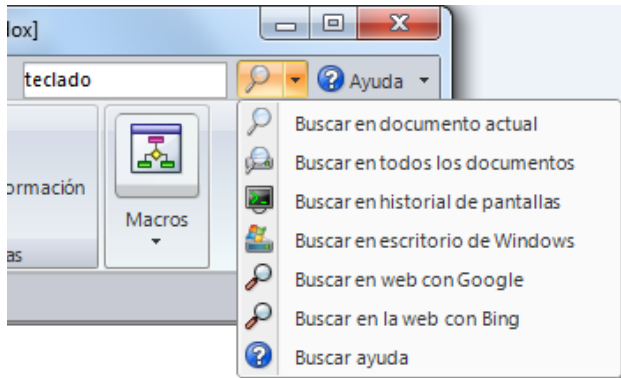 lox]
teclado
Ayuda
Buscar en documento actual
Buscar en todos los documentos
Buscar en historial de pantallas
Buscar en escritorio de Windows
Buscar en web con Google
Buscar en la web con Bing
Buscar ayuda
ormación
Macros
as